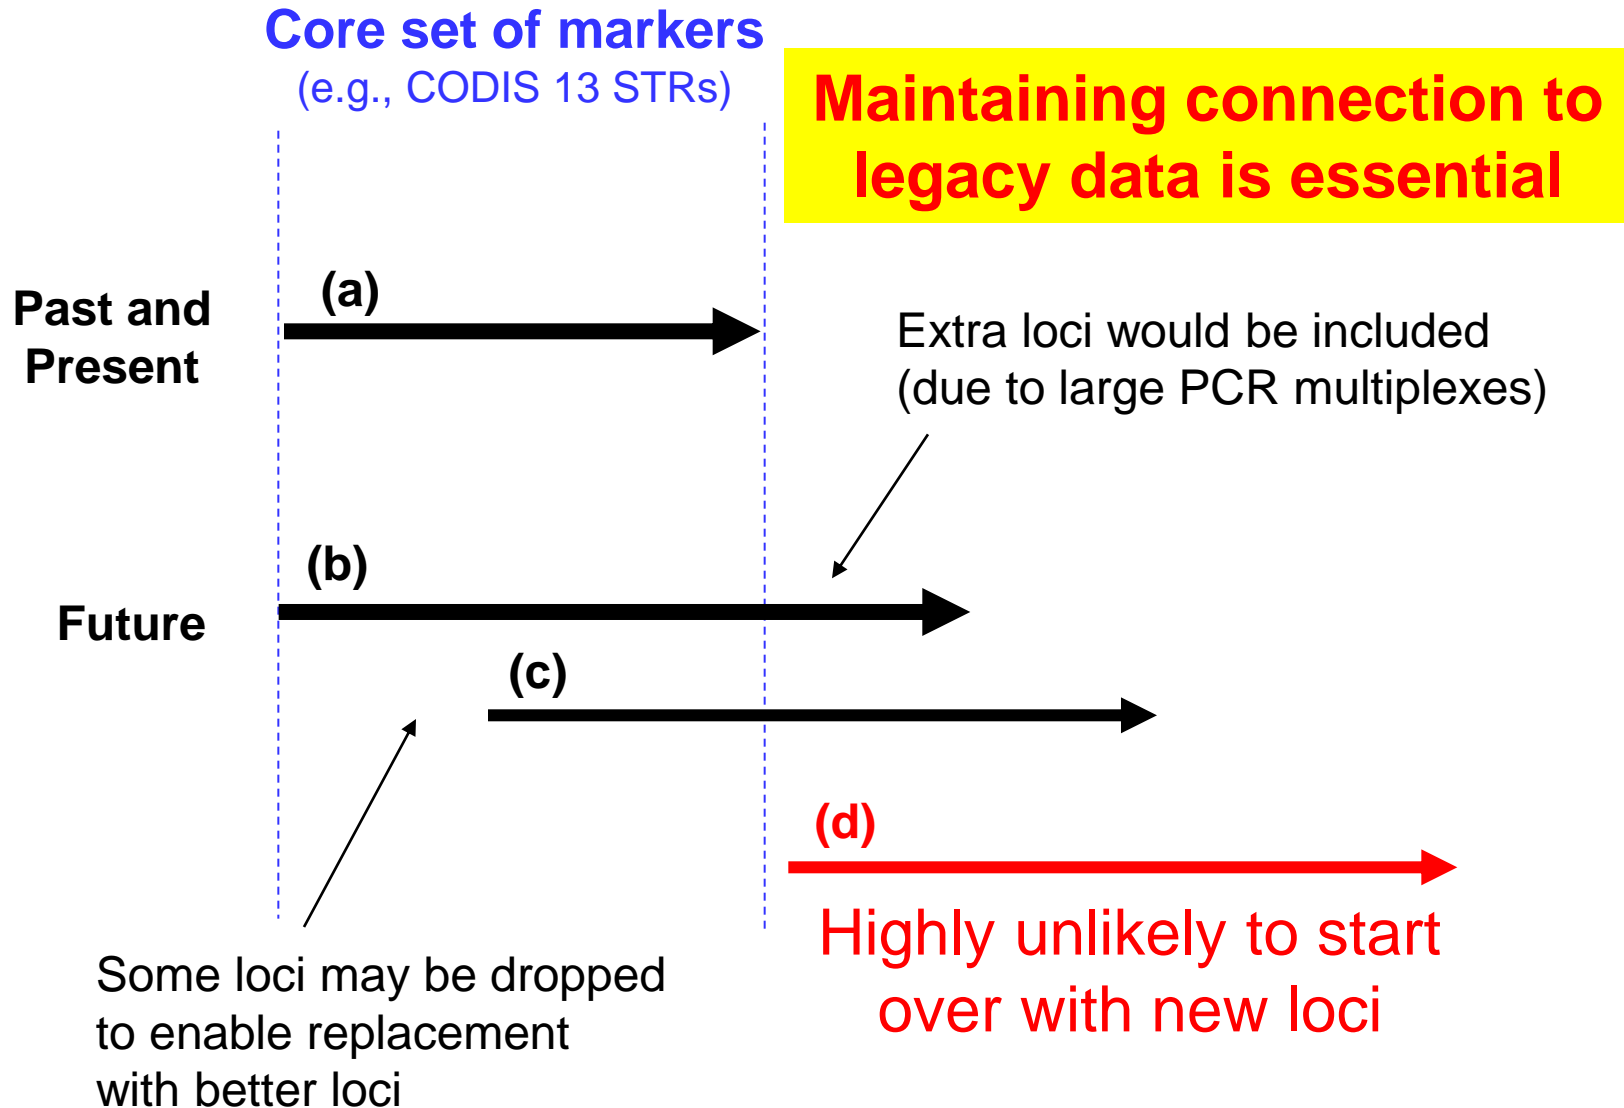 Core set of markers
(e.g., CODIS 13 STRs)
Maintaining connection to
legacy data is essential
(a)
Past and
Present
Extra loci would be included
(due to large PCR multiplexes)
(b)
Future
(c)
(d)
Highly unlikely to start
over with new loci
Some loci may be dropped
to enable replacement
with better loci